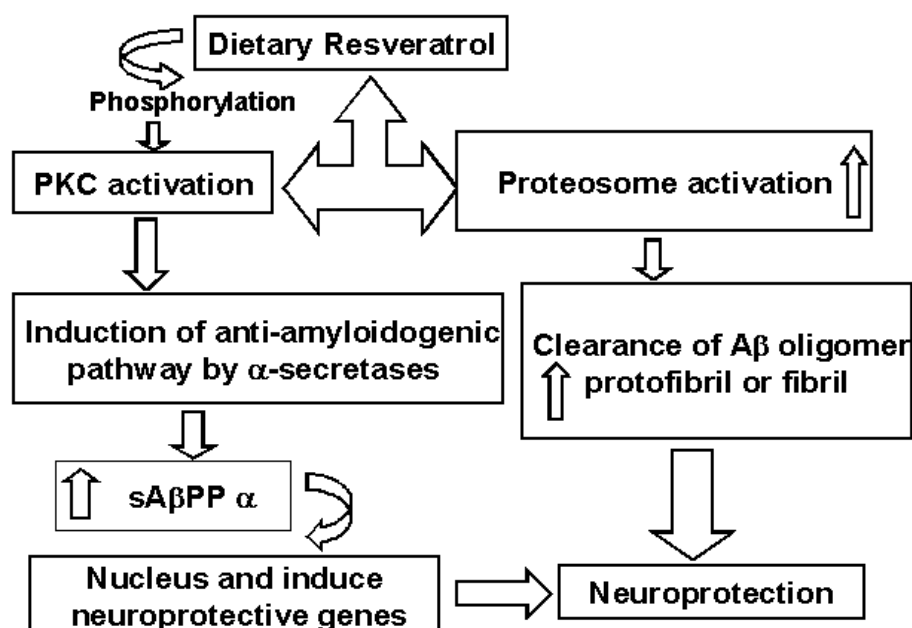 Dietary Resveratrol
Phosphorylation
PKC activation
Proteosome activation
Induction of anti-amyloidogenic
pathway by α-secretases
Clearance of Aβ oligomer
protofibril or fibril
sAβPP α
Nucleus and induce
neuroprotective genes
Neuroprotection